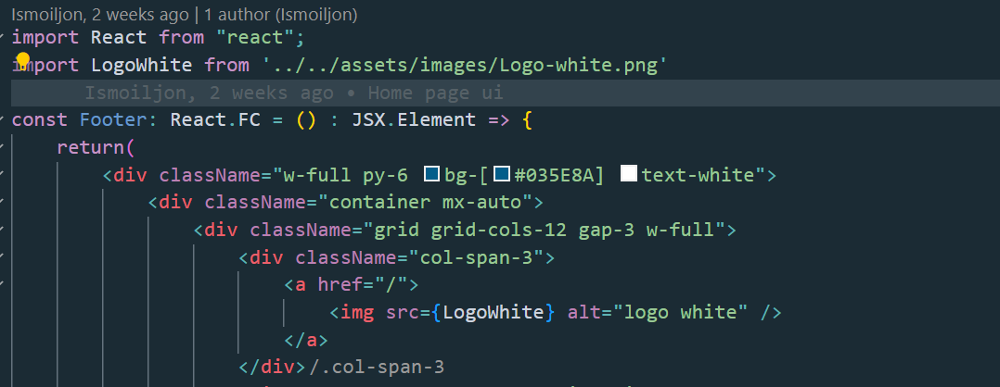 Ismoiljon, 2 weeks ago | 1 author (Ismoiljon)
import React from "react";
import LogoWhite from '../../assets/images/Logo-white.png'
Ismoiljon, 2 weeks ago • Home page ui
const Footer: React.FC = () : JSX.Element => {
return(
<div className="w-full py-6 bg-[#035E8A] text-white">
<div className="container mx-auto">
<div className="grid grid-cols-12 gap-3 w-full">
<div className="col-span-3">
<a href="/">
<img src={LogoWhite} alt="logo white" />
</a>
</div>/.col-span-3